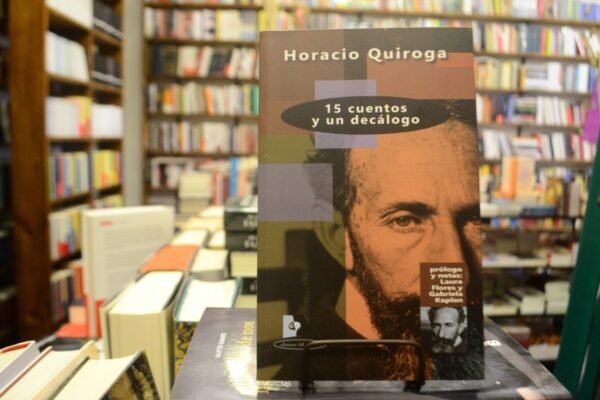 Horacio Quiroga
15 cuentos
y un decálogo
prólogo
y notas:
Laura
Flores y
Gabriela
Kaplan